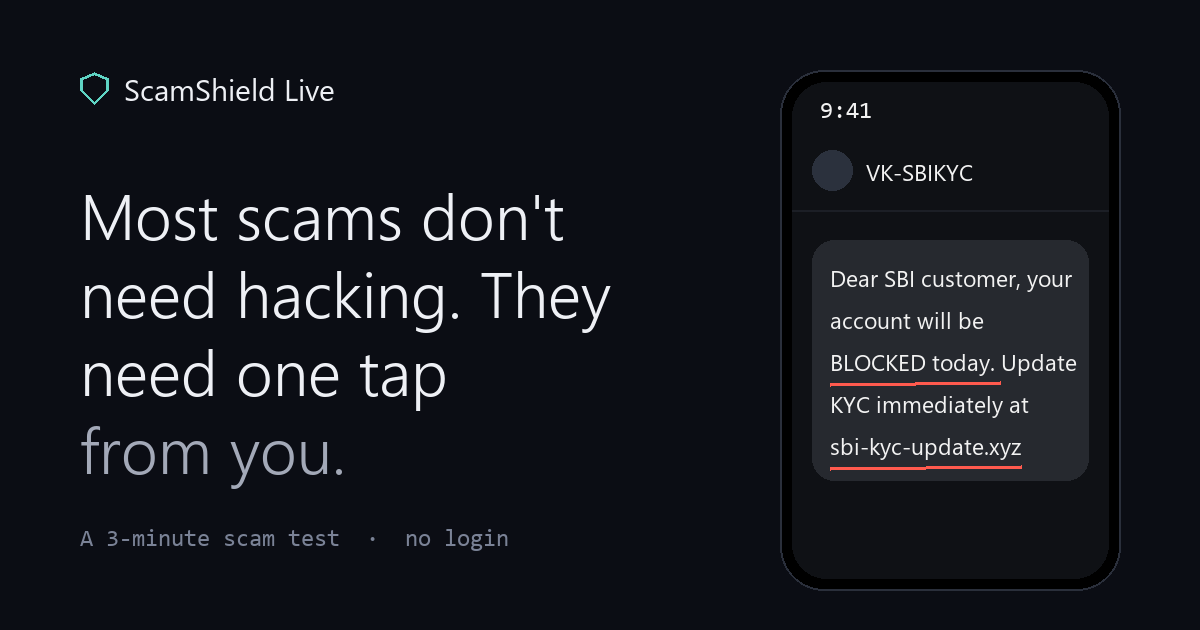 ScamShield Live
Most scams don't
need hacking. They
need one tap
from you.
A 3-minute scam test · no login
9:41
VK-SBIKYC
Dear SBI customer, your
account will be
BLOCKED today. Update
KYC immediately at
sbi-kyc-update.xyz